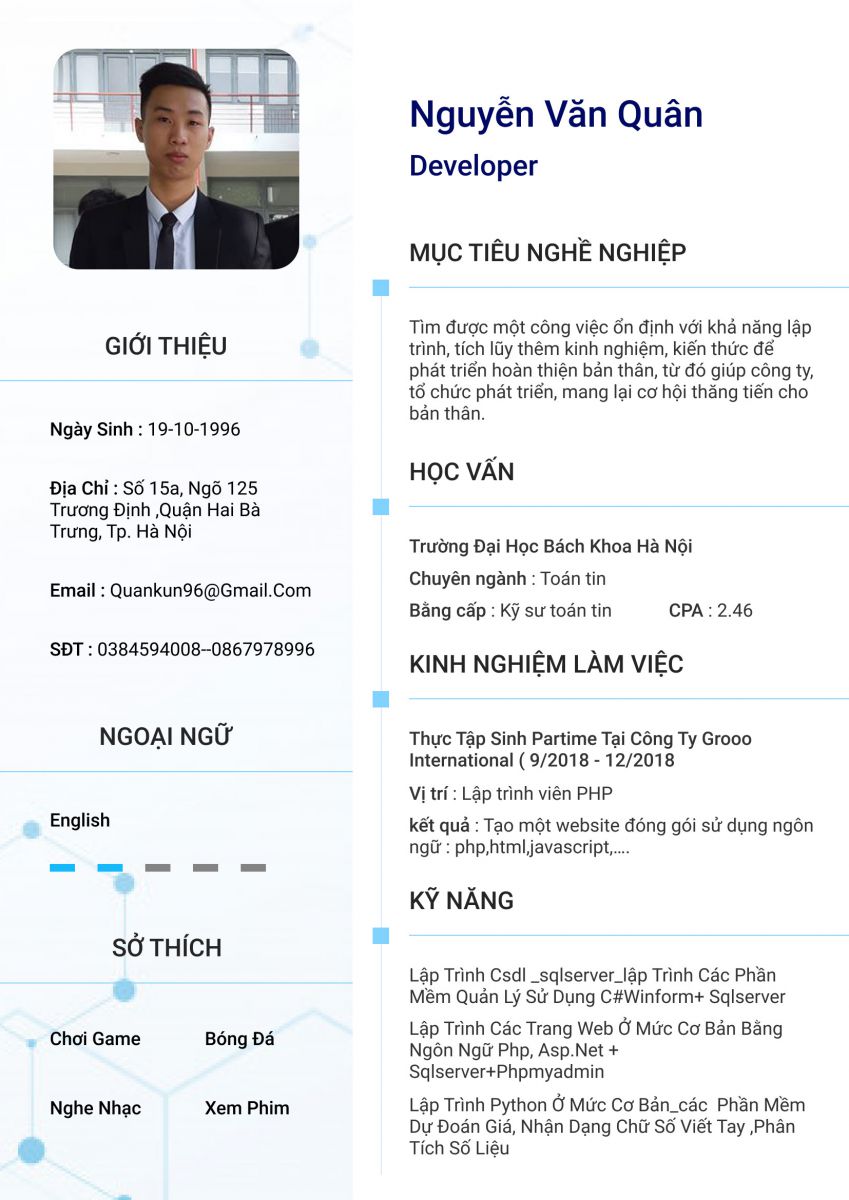 Nguyễn Văn Quân
Developer
GIỚI THIỆU
Ngày Sinh : 19-10-1996
Địa Chỉ : Số 15a, Ngõ 125
Trương Định ,Quận Hai Bà
Trưng, Tp. Hà Nội
Email : Quankun96@Gmail.Com
SĐT : 0384594008--0867978996
NGOẠI NGỮ
English
SỞ THÍCH
Chơi Game
Bóng Đá
Nghe Nhạc
Xem Phim
MỤC TIÊU NGHỀ NGHIỆP
Tìm được một công việc ổn định với khả năng lập
trình, tích lũy thêm kinh nghiệm, kiến thức để
phát triển hoàn thiện bản thân, từ đó giúp công ty,
tổ chức phát triển, mang lại cơ hội thăng tiến cho
bản thân.
HỌC VẤN
Trường Đại Học Bách Khoa Hà Nội
Chuyên ngành : Toán tin
Bằng cấp : Kỹ sư toán tin CPA : 2.46
KINH NGHIỆM LÀM VIỆC
Thực Tập Sinh Partime Tại Công Ty Grooo
International ( 9/2018 - 12/2018
Vị trí : Lập trình viên PHP
kết quả : Tạo một website đóng gói sử dụng ngôn
ngữ : php,html,javascript,....
KỸ NĂNG
Lập Trình Csdl _sqlserver_lập Trình Các Phần
Mềm Quản Lý Sử Dụng C#Winform+ Sqlserver
Lập Trình Các Trang Web Ở Mức Cơ Bản Bằng
Ngôn Ngữ Php, Asp.Net +
Sqlserver+Phpmyadmin
Lập Trình Python Ở Mức Cơ Bản_các  Phần Mềm
Dự Đoán Giá, Nhận Dạng Chữ Số Viết Tay ,Phân
Tích Số Liệu